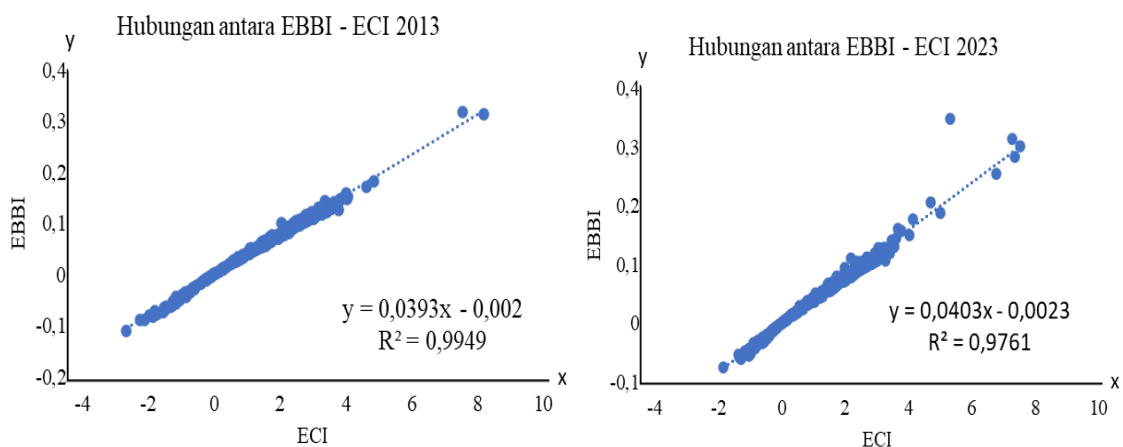 Hubungan antara EBBI - ECI 2013
y
0,4
0,3
0,2
0,1
0
-0,1
-0,2
EBBI
y = 0,0393x - 0,002
R² = 0,9949
x
-4 -2 0 2 4 6 8 10
ECI
Hubungan antara EBBI - ECI 2023
y
0,4
0,3
0,2
0,1
0
-0,1
EBBI
y = 0,0403x - 0,0023
R² = 0,9761
x
-4 -2 0 2 4 6 8 10
ECI